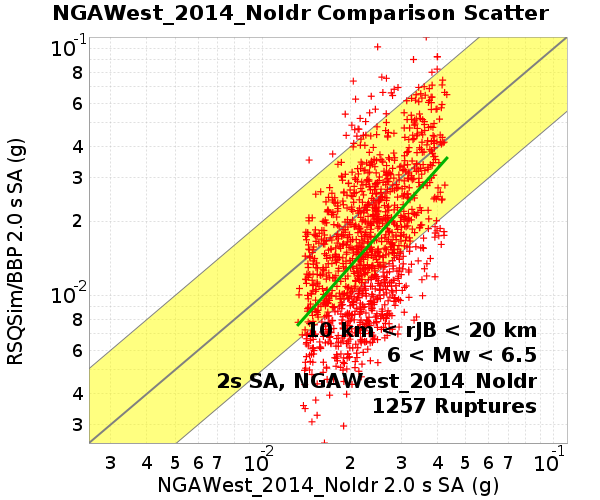 NGAWest_2014_NoIdr Comparison Scatter
10-1
8
6
4
3
2
10-2
8
6
4
3
RSQSim/BBP 2.0 s SA (g)
10 km < rJB < 20 km
6 < Mw < 6.5
2s SA, NGAWest_2014_NoIdr
1257 Ruptures
3 4 5 6 7 10-2 2 3 4 5 6 7 10-1
NGAWest_2014_NoIdr 2.0 s SA (g)